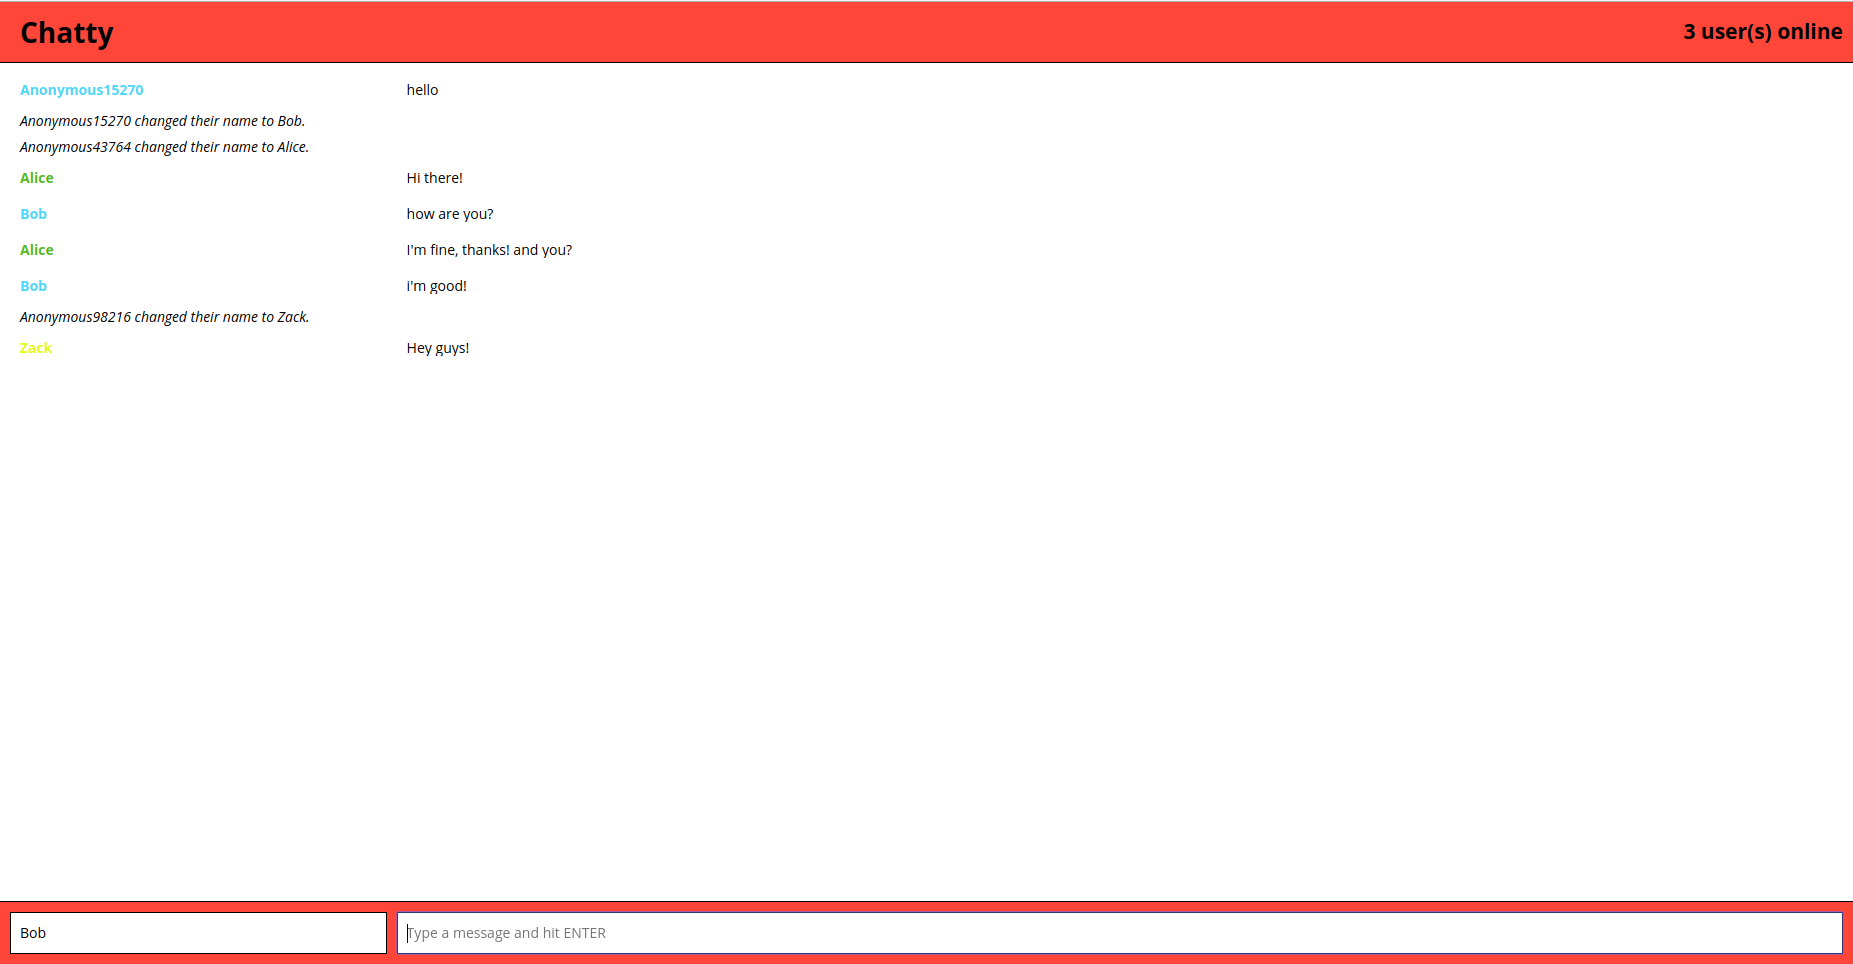 Chatty
3 user(s) online
Anonymous15270 hello
Anonymous15270 changed their name to Bob.
Anonymous43764 changed their name to Alice.
Alice Hi there!
Bob how are you?
Alice I'm fine, thanks! and you?
Bob i'm good!
Anonymous98216 changed their name to Zack.
Zack Hey guys!
Bob Type a message and hit ENTER